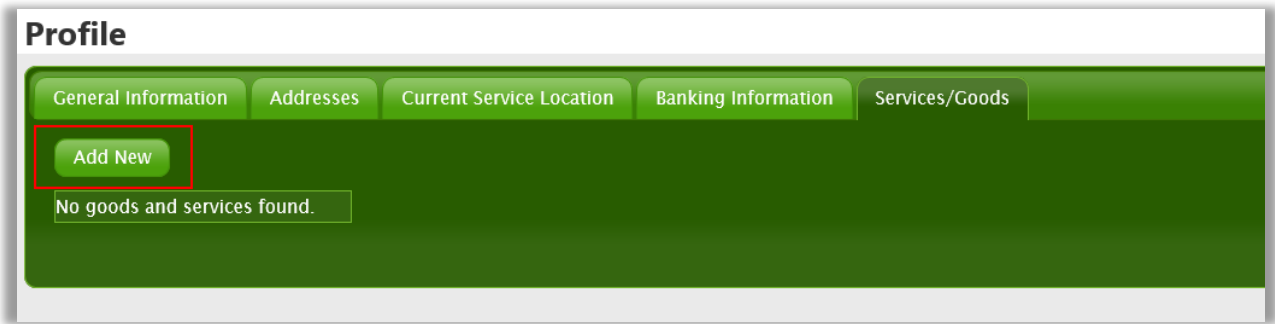 Profile
General Information Addresses Current Service Location Banking Information Services/Goods
Add New
No goods and services found.